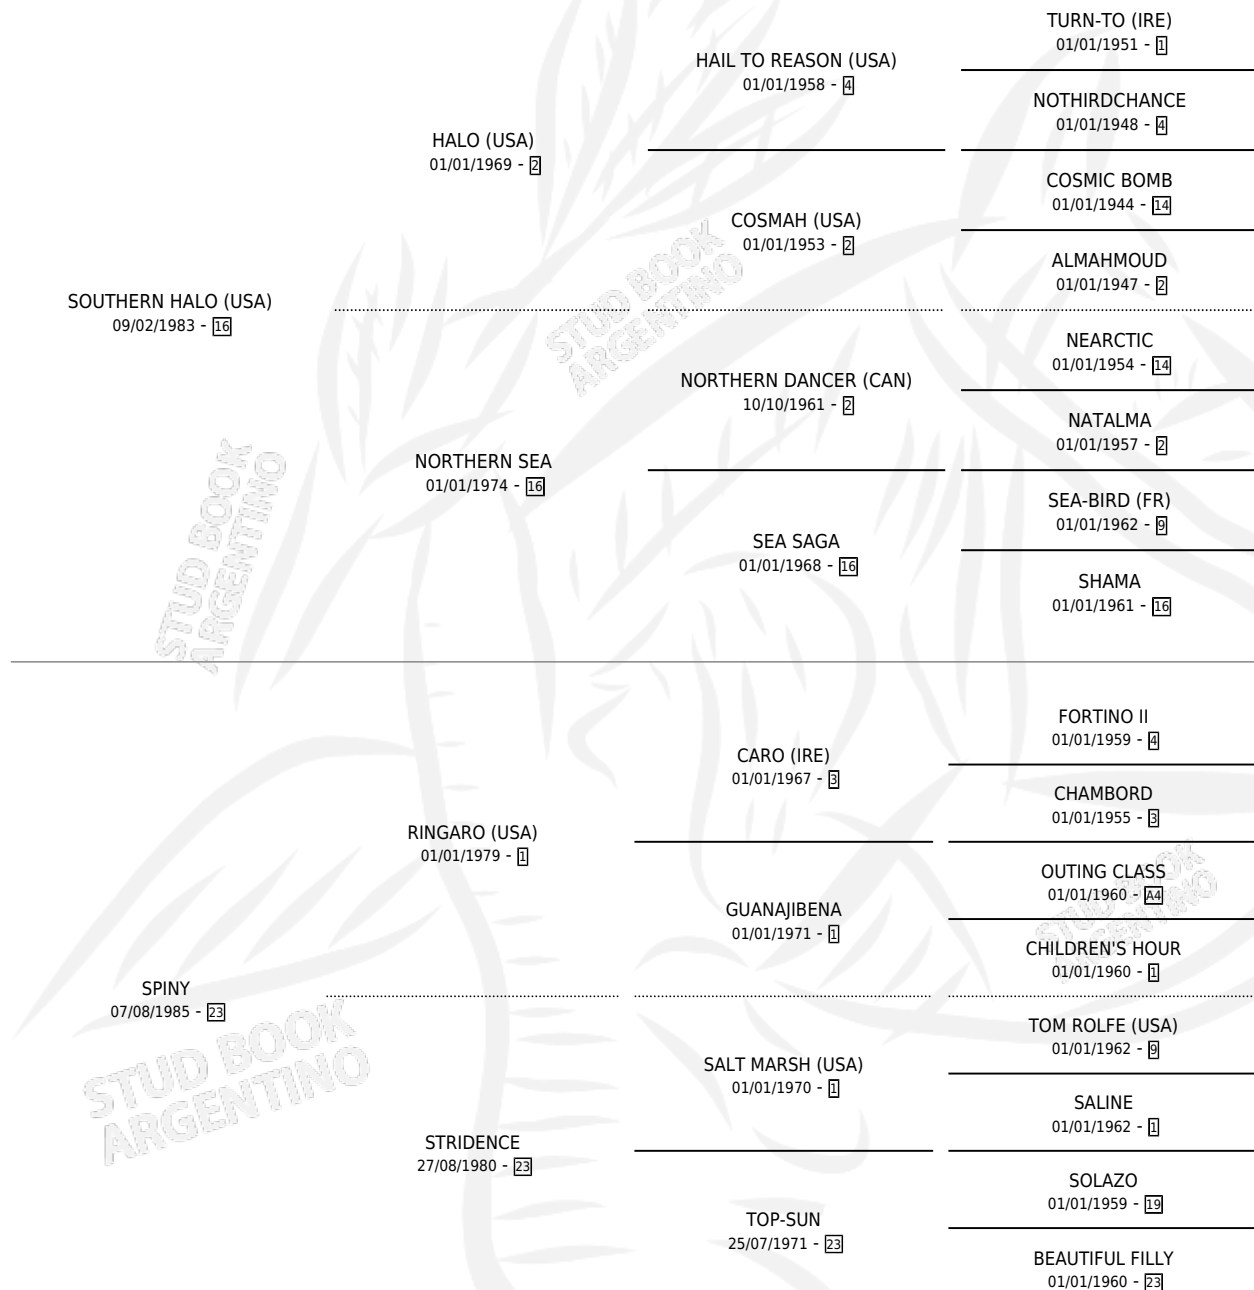 TURN-TO (IRE)
01/01/1951 - 1
HAIL TO REASON (USA)
01/01/1958 - 4
NOTHIRDCHANCE
01/01/1948 - 4
HALO (USA)
01/01/1969 - 2
COSMIC BOMB
01/01/1944 - 14
COSMAH (USA)
01/01/1953 - 2
ALMAHMOUD
01/01/1947 - 2
SOUTHERN HALO (USA)
09/02/1983 - 16
STUD BOOK
ARGENTINO
NEARCTIC
01/01/1954 - 14
NORTHERN DANCER (CAN)
10/10/1961 - 2
NATALMA
01/01/1957 - 2
NORTHERN SEA
01/01/1974 - 16
SEA-BIRD (FR)
01/01/1962 - 9
SEA SAGA
01/01/1968 - 16
SHAMA
01/01/1961 - 16
STUD BOOK
ARGENTINO
FORTINO II
01/01/1959 - 4
CARO (IRE)
01/01/1967 - 3
CHAMBORD
01/01/1955 - 3
RINGARO (USA)
01/01/1979 - 1
OUTING CLASS
01/01/1960 - A4
GUANAJIBENA
01/01/1971 - 1
CHILDREN'S HOUR
01/01/1960 - 1
STUD BOOK
ARGENTINO
SPINY
07/08/1985 - 23
TOM ROLFE (USA)
01/01/1962 - 9
SALT MARSH (USA)
01/01/1970 - 1
SALINE
01/01/1962 - 1
STUD BOOK
ARGENTINO
STRIDENCE
27/08/1980 - 23
SOLAZO
01/01/1959 - 19
TOP-SUN
25/07/1971 - 23
BEAUTIFUL FILLY
01/01/1960 - 23